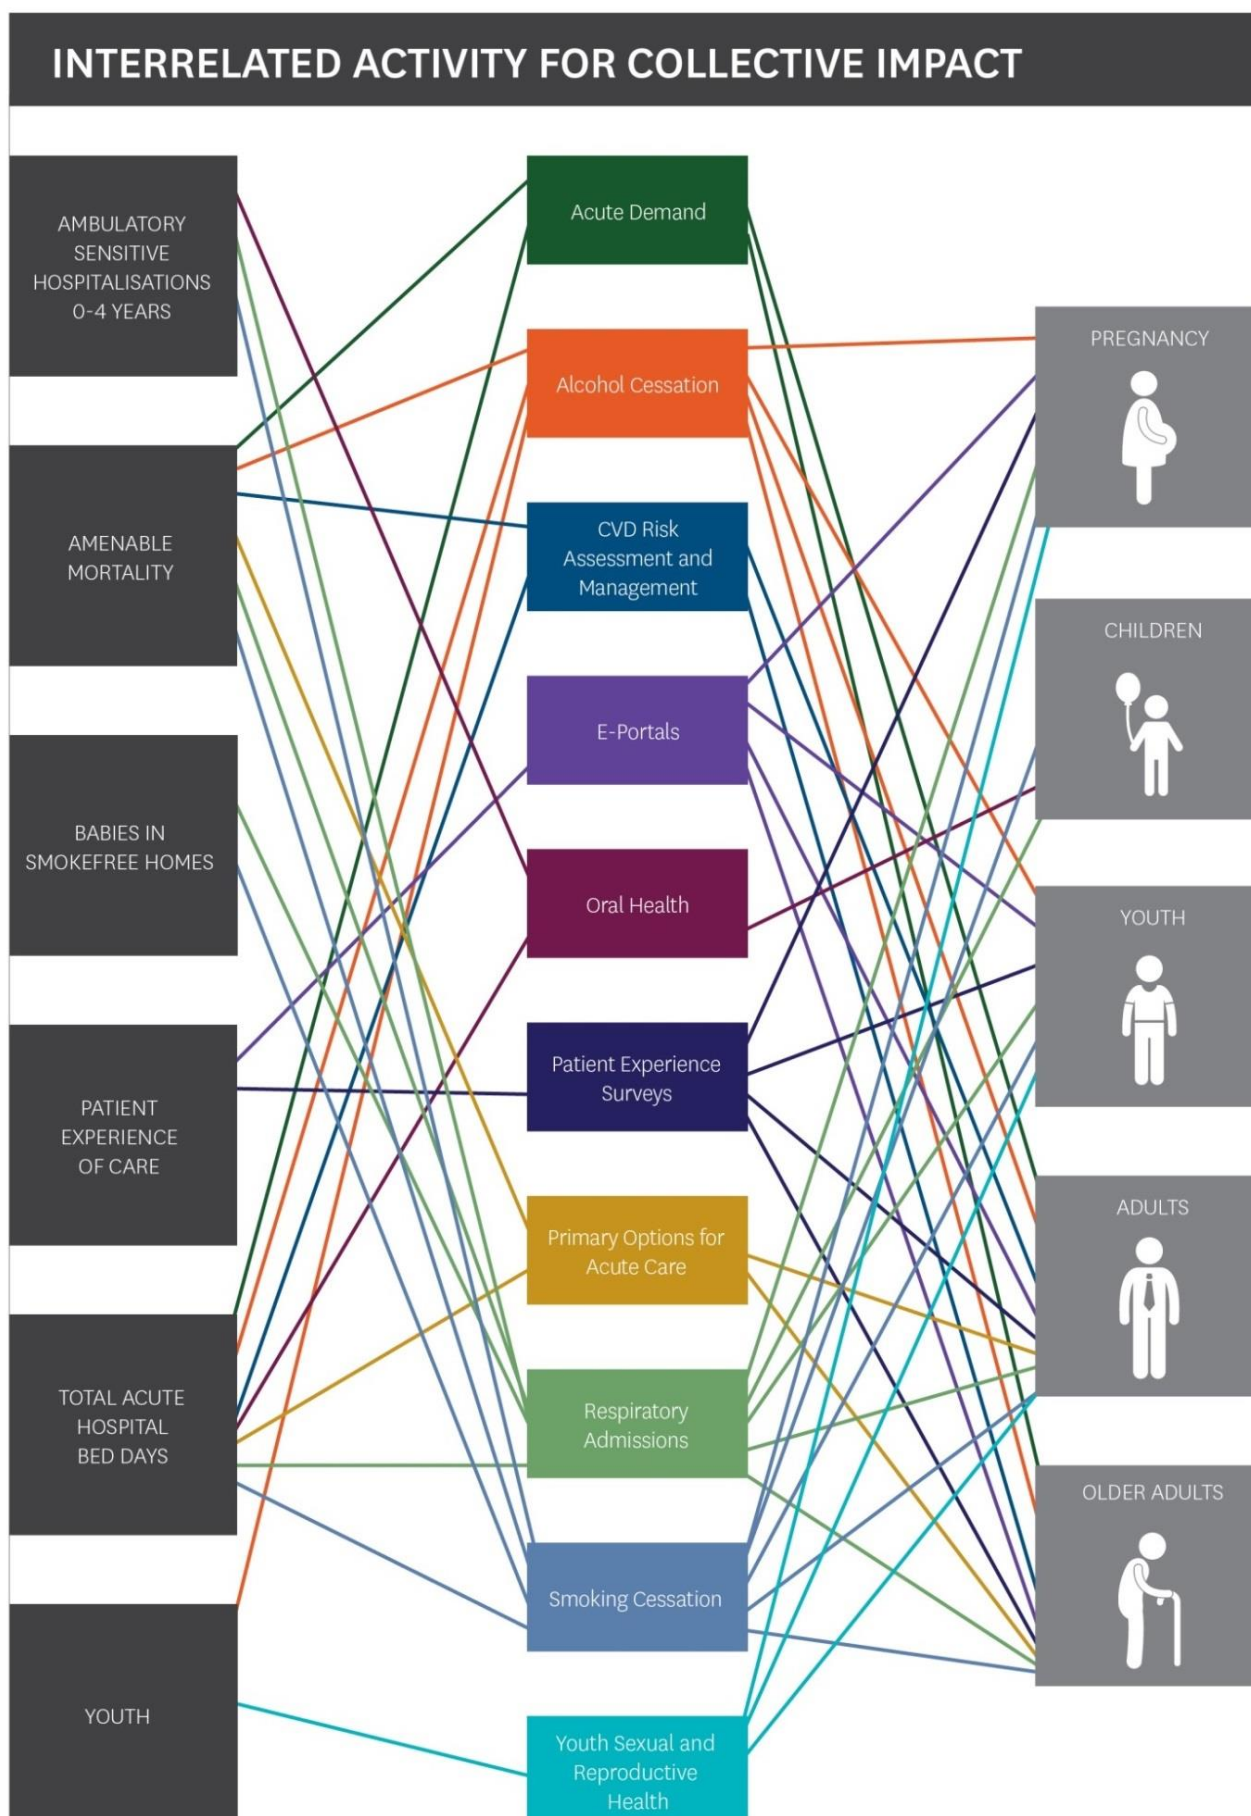 INTERRELATED ACTIVITY FOR COLLECTIVE IMPACT
AMBULATORY
SENSITIVE
HOSPITALISATIONS
0-4 YEARS
AMENABLE
MORTALITY
BABIES IN
SMOKEFREE HOMES
PATIENT
EXPERIENCE
OF CARE
TOTAL ACUTE
HOSPITAL
BED DAYS
YOUTH
Acute Demand
Alcohol Cessation
CVD Risk
Assessment and
Management
E-Portals
Oral Health
Patient Experience
Surveys
Primary Options for
Acute Care
Respiratory
Admissions
Smoking Cessation
Youth Sexual and
Reproductive
Health
PREGNANCY
CHILDREN
YOUTH
ADULTS
OLDER ADULTS